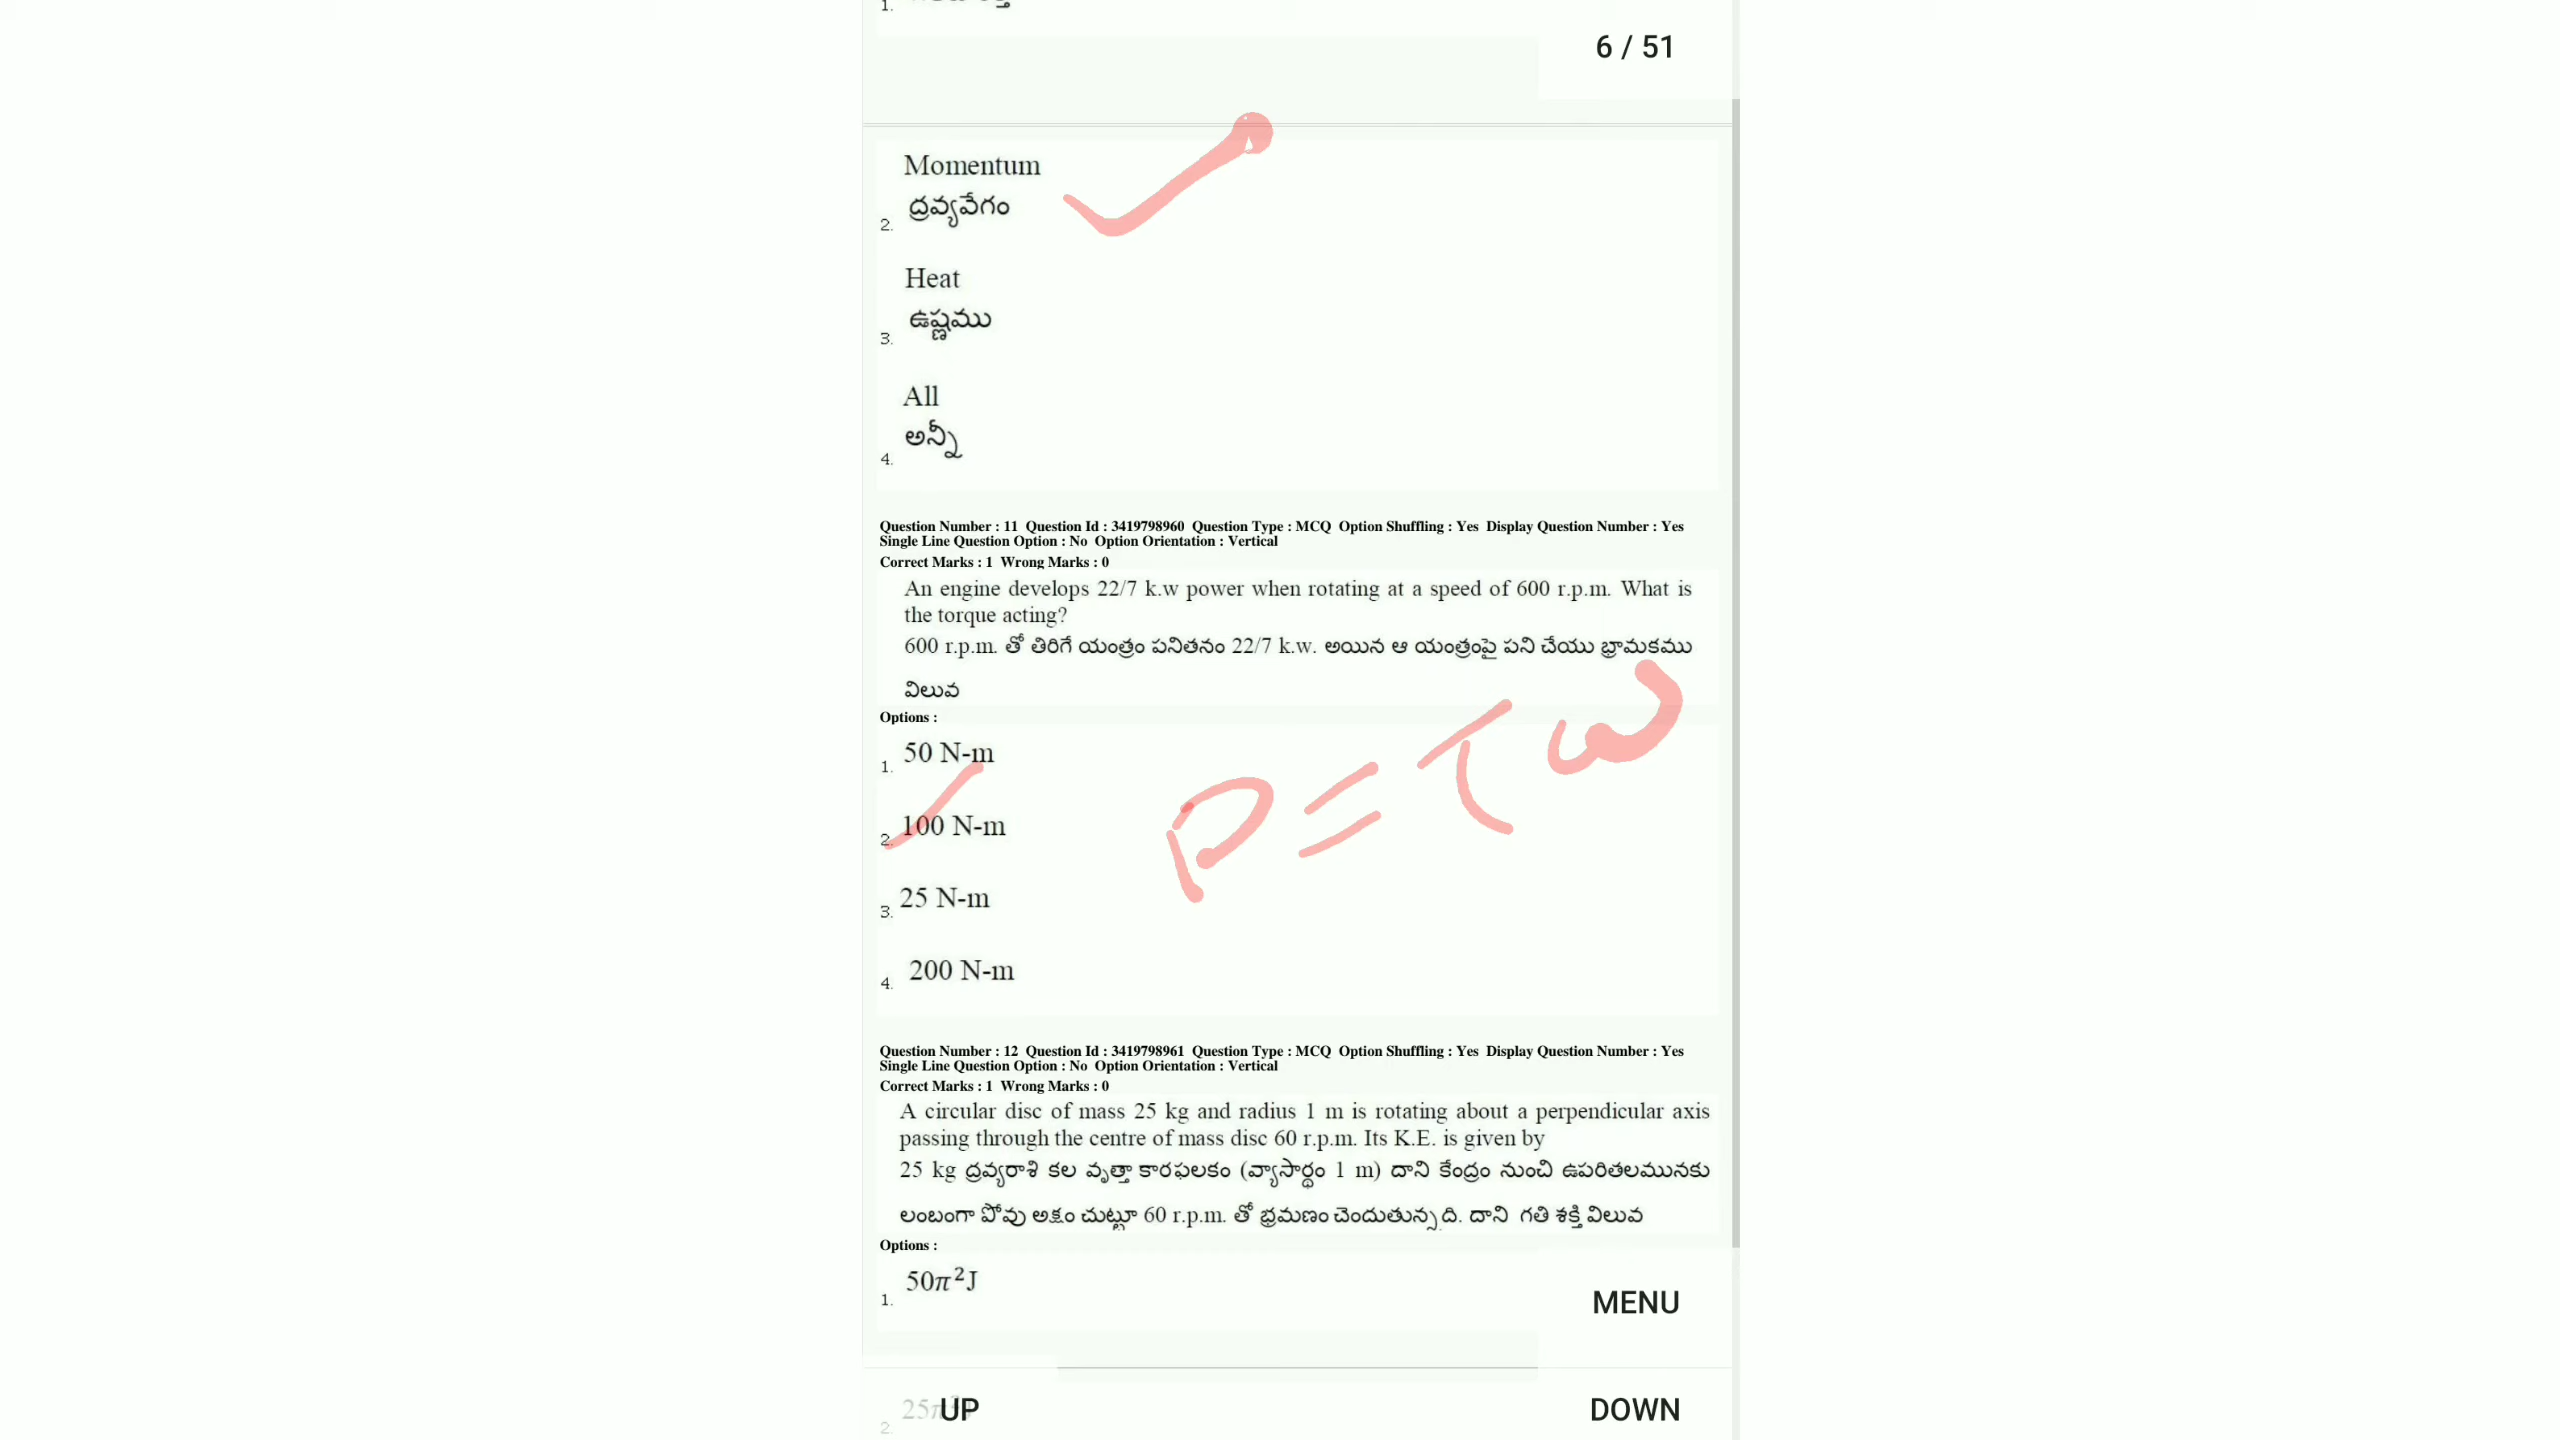 1.
6 / 51
Momentum
2. ద్రవ్యవేగం
Heat
3. ఉష్ణము
All
4. అన్నీ
Question Number : 11 Question Id : 3419798960 Question Type : MCQ Option Shuffling : Yes Display Question Number : Yes
Single Line Question Option : No Option Orientation : Vertical
Correct Marks : 1 Wrong Marks : 0
An engine develops 22/7 k.w power when rotating at a speed of 600 r.p.m. What is
the torque acting?
600 r.p.m. తో తిరిగే యంత్రం పనితనం 22/7 k.w. అయిన ఆ యంత్రంపై పని చేయు భ్రామకము
విలువ
Options :
1. 50 N-m
2. 100 N-m
P = τ ω
3. 25 N-m
4. 200 N-m
Question Number : 12 Question Id : 3419798961 Question Type : MCQ Option Shuffling : Yes Display Question Number : Yes
Single Line Question Option : No Option Orientation : Vertical
Correct Marks : 1 Wrong Marks : 0
A circular disc of mass 25 kg and radius 1 m is rotating about a perpendicular axis
passing through the centre of mass disc 60 r.p.m. Its K.E. is given by
25 kg ద్రవ్యరాశి కల వృత్తా కారఫలకం (వ్యాసార్థం 1 m) దాని కేంద్రం నుంచి ఉపరితలమునకు
లంబంగా పోవు అక్షం చుట్టూ 60 r.p.m. తో భ్రమణం చెందుతున్నది. దాని గతి శక్తి విలువ
Options :
1. 50π²J
MENU
2. 25π
UP
DOWN